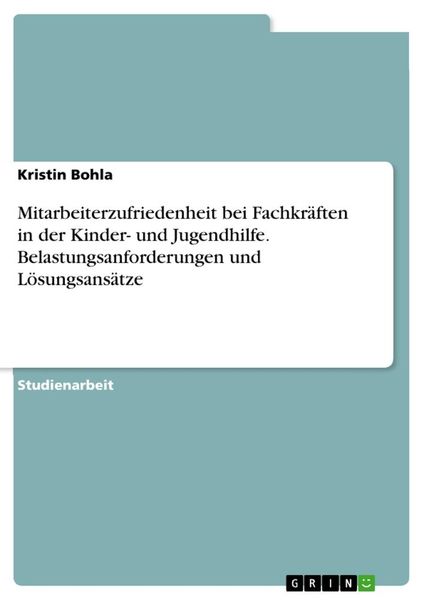 Kristin Bohla
Mitarbeiterzufriedenheit bei Fachkräften
in der Kinder- und Jugendhilfe.
Belastungsanforderungen und
Lösungsansätze
Studienarbeit
GRIN